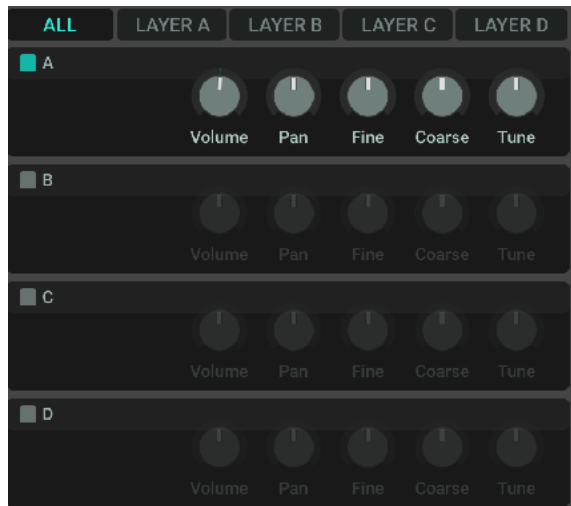 ALL LAYER A LAYER B LAYER C LAYER D
A
Volume Pan Fine Coarse Tune
B
Volume Pan Fine Coarse Tune
C
Volume Pan Fine Coarse Tune
D
Volume Pan Fine Coarse Tune